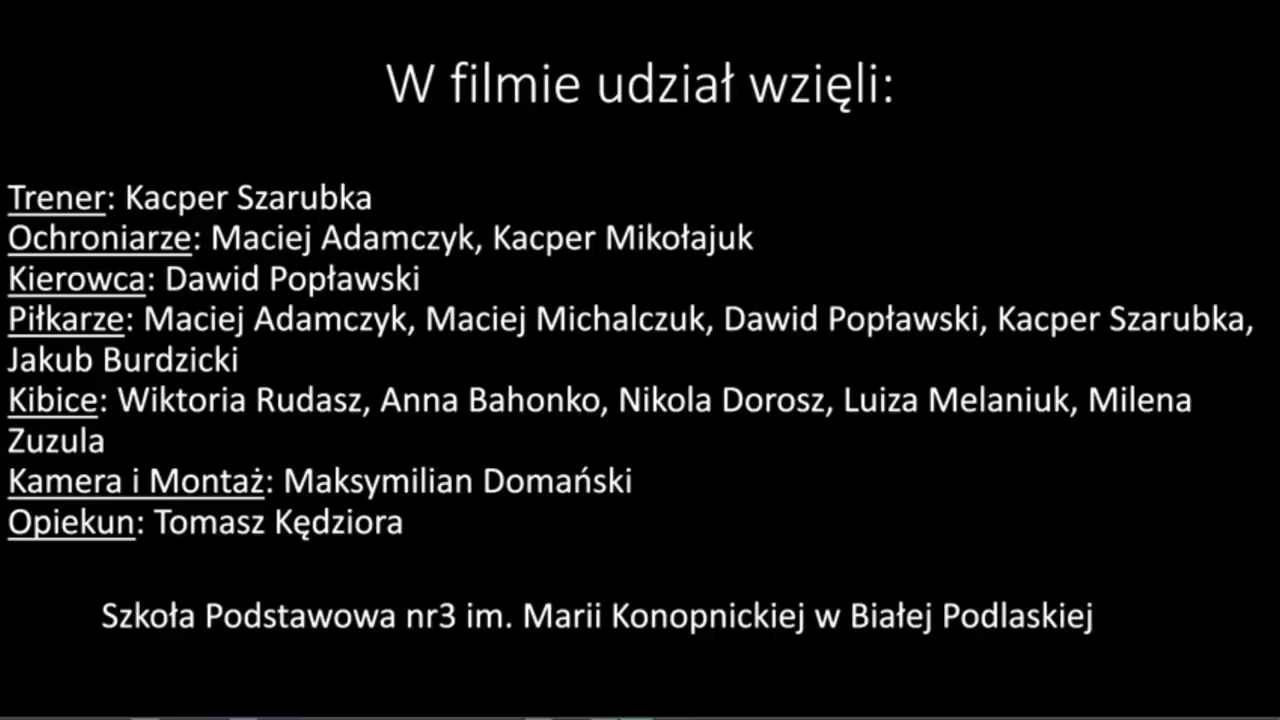 W filmie udział wzięli:
Trener: Kacper Szarubka
Ochroniarze: Maciej Adamczyk, Kacper Mikołajuk
Kierowca: Dawid Popławski
Piłkarze: Maciej Adamczyk, Maciej Michalczuk, Dawid Popławski, Kacper Szarubka,
Jakub Burdzicki
Kibice: Wiktoria Rudasz, Anna Bahonko, Nikola Dorosz, Luiza Melaniuk, Milena
Zuzula
Kamera i Montaż: Maksymilian Domański
Opiekun: Tomasz Kędziora
Szkoła Podstawowa nr3 im. Marii Konopnickiej w Białej Podlaskiej